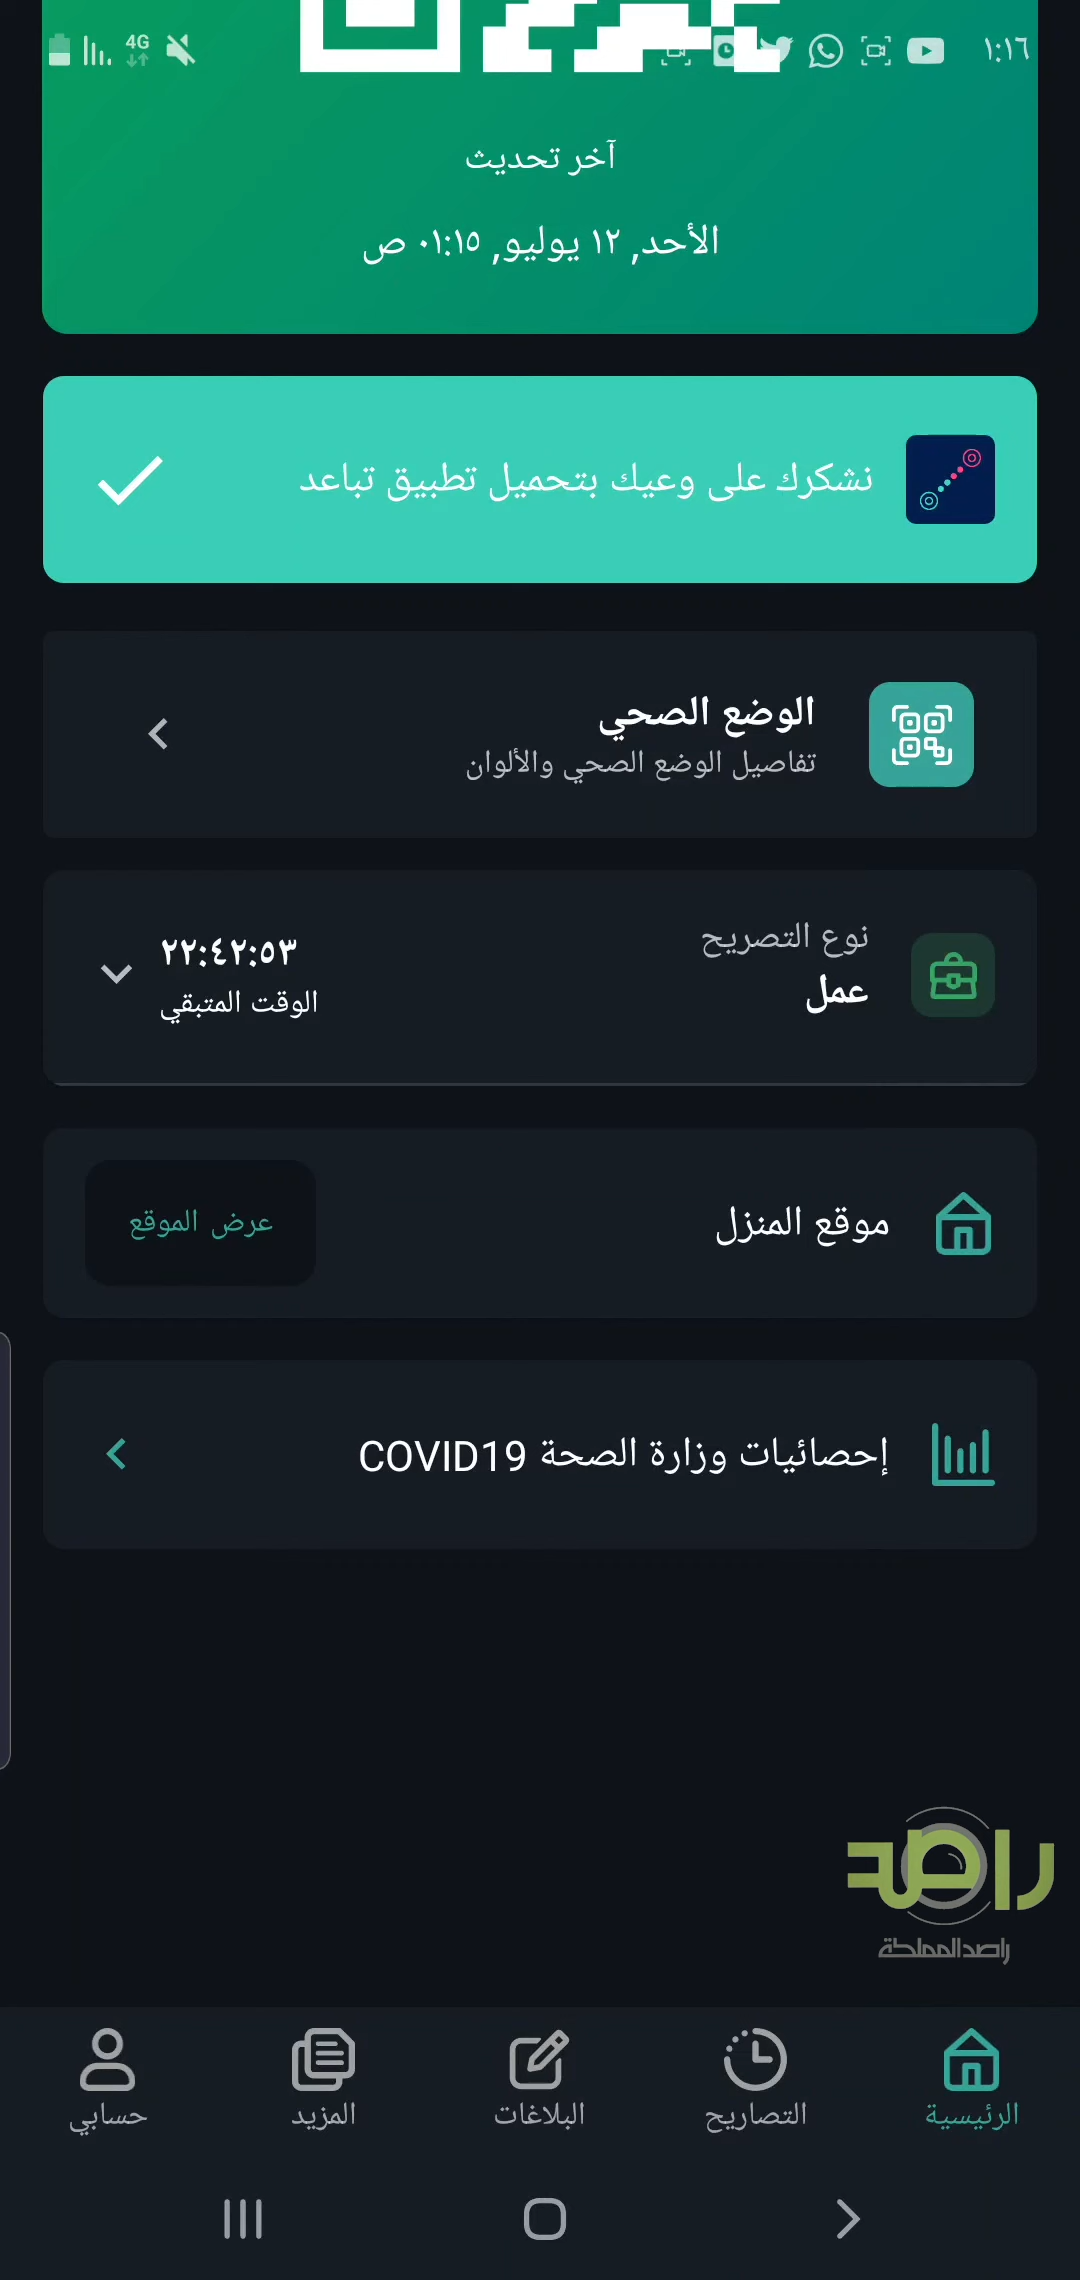 4G
١:١٦
آخر تحديث
الأحد, ١٢ يوليو, ٠١:١٥ ص
نشكرك على وعيك بتحميل تطبيق تباعد
الوضع الصحي
تفاصيل الوضع الصحي والألوان
نوع التصريح
عمل
٢٢:٤٢:٥٣
الوقت المتبقي
موقع المنزل
عرض الموقع
إحصائيات وزارة الصحة COVID19
راصد
راصد المملكة
الرئيسية
التصاريح
البلاغات
المزيد
حسابي